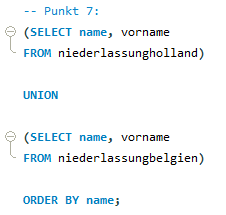 -- Punkt 7:
(SELECT name, vorname
FROM niederlassungholland)
UNION
(SELECT name, vorname
FROM niederlassungbelgien)
ORDER BY name;